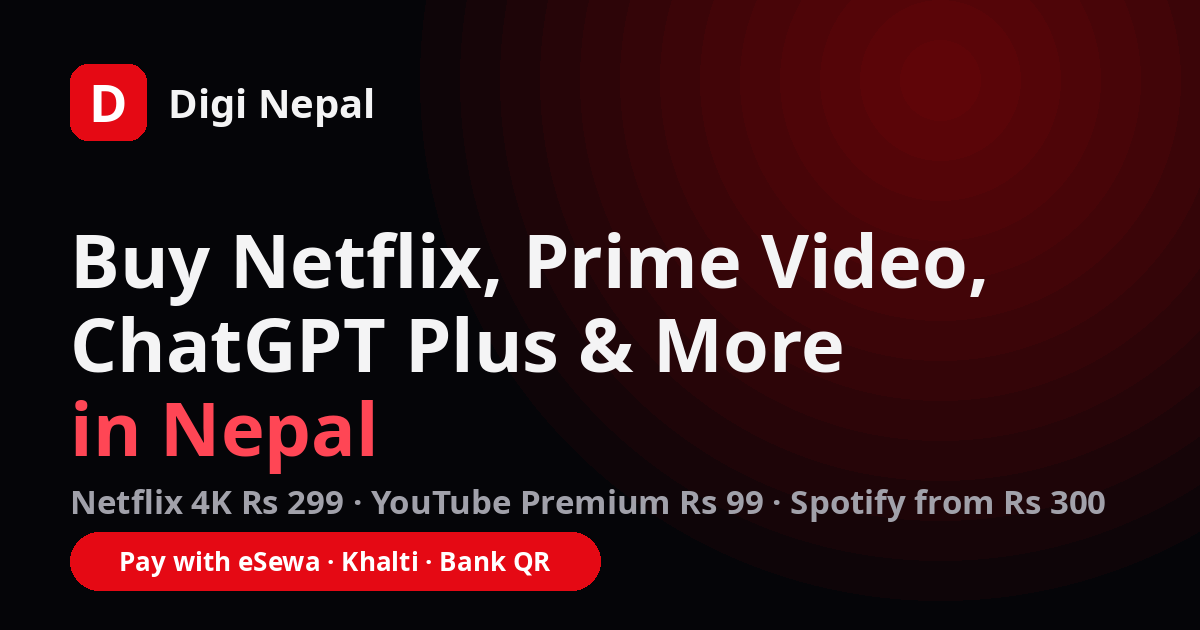 D
Digi Nepal
Buy Netflix, Prime Video,
ChatGPT Plus & More
in Nepal
Netflix 4K Rs 299 · YouTube Premium Rs 99 · Spotify from Rs 300
Pay with eSewa · Khalti · Bank QR